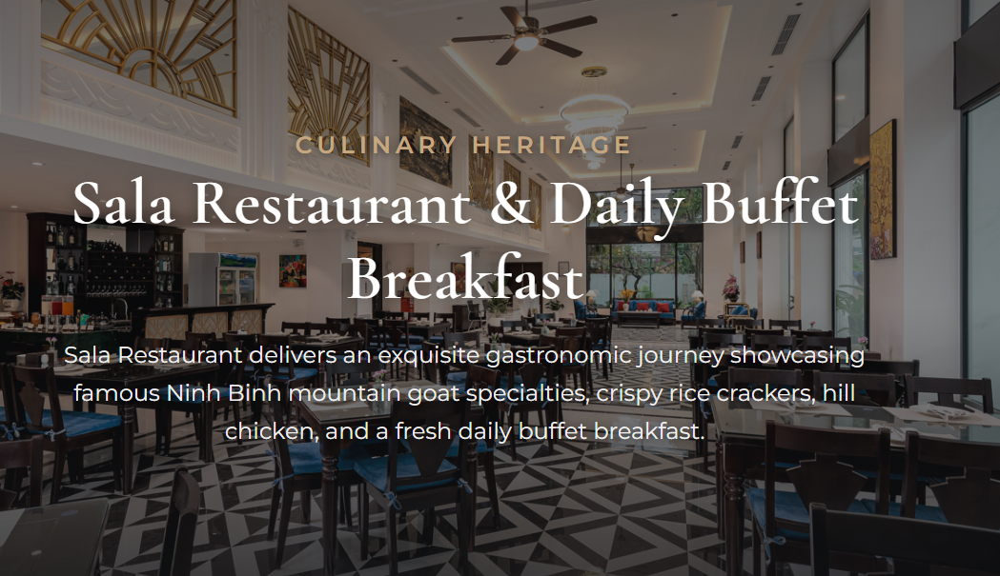 CULINARY HERITAGE
Sala Restaurant & Daily Buffet
Breakfast
Sala Restaurant delivers an exquisite gastronomic journey showcasing
famous Ninh Binh mountain goat specialties, crispy rice crackers, hill
chicken, and a fresh daily buffet breakfast.